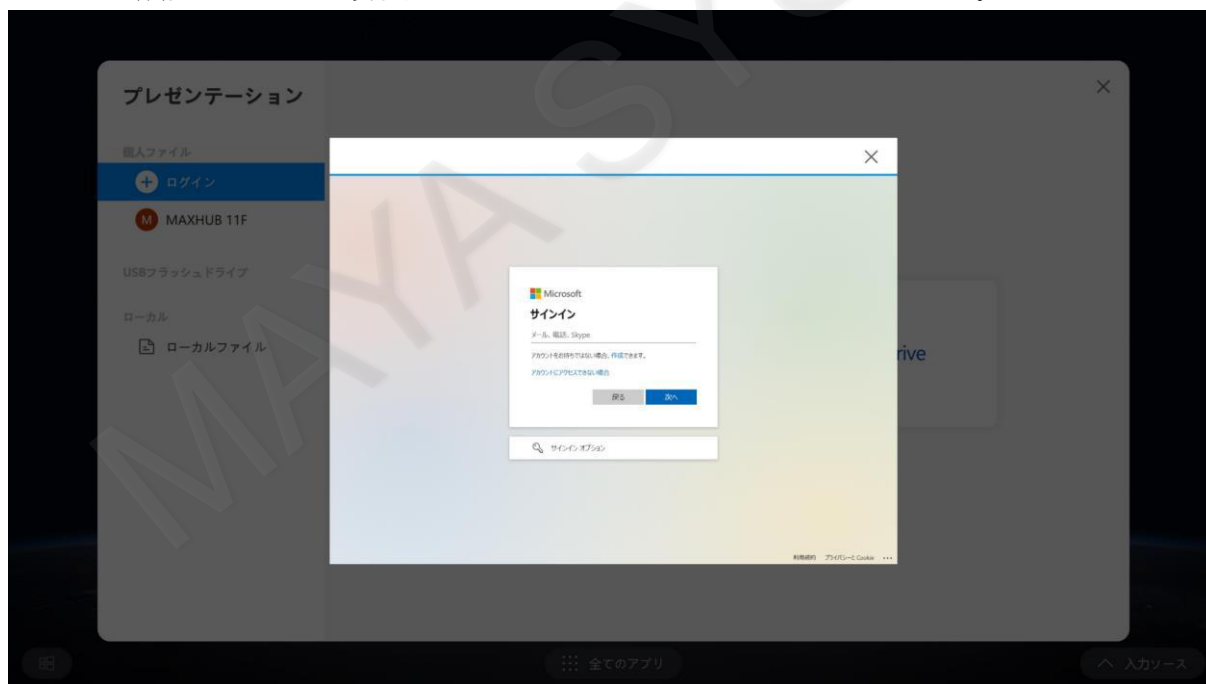 プレゼンテーション
個人ファイル
ログイン
M MAXHUB 11F
USBフラッシュドライブ
ローカル
ローカルファイル
rive
Microsoft
サインイン
メール、電話、Skype
アカウントをお持ちではない場合、作成できます。
アカウントにアクセスできない場合
戻る
次へ
サインイン オプション
利用規約 プライバシーと Cookie ...
全てのアプリ
入力ソース
MAYA SY